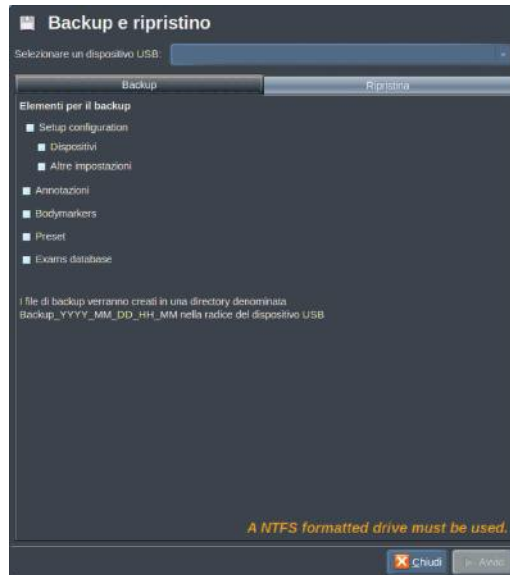 Backup e ripristino
Selezionare un dispositivo USB:
Backup
Ripristina
Elementi per il backup
Setup configuration
Dispositivi
Altre impostazioni
Annotazioni
Bodymarkers
Preset
Exams database
I file di backup verranno creati in una directory denominata
Backup_YYYY_MM_DD_HH_MM nella radice del dispositivo USB
A NTFS formatted drive must be used.
Chiudi
Avvio